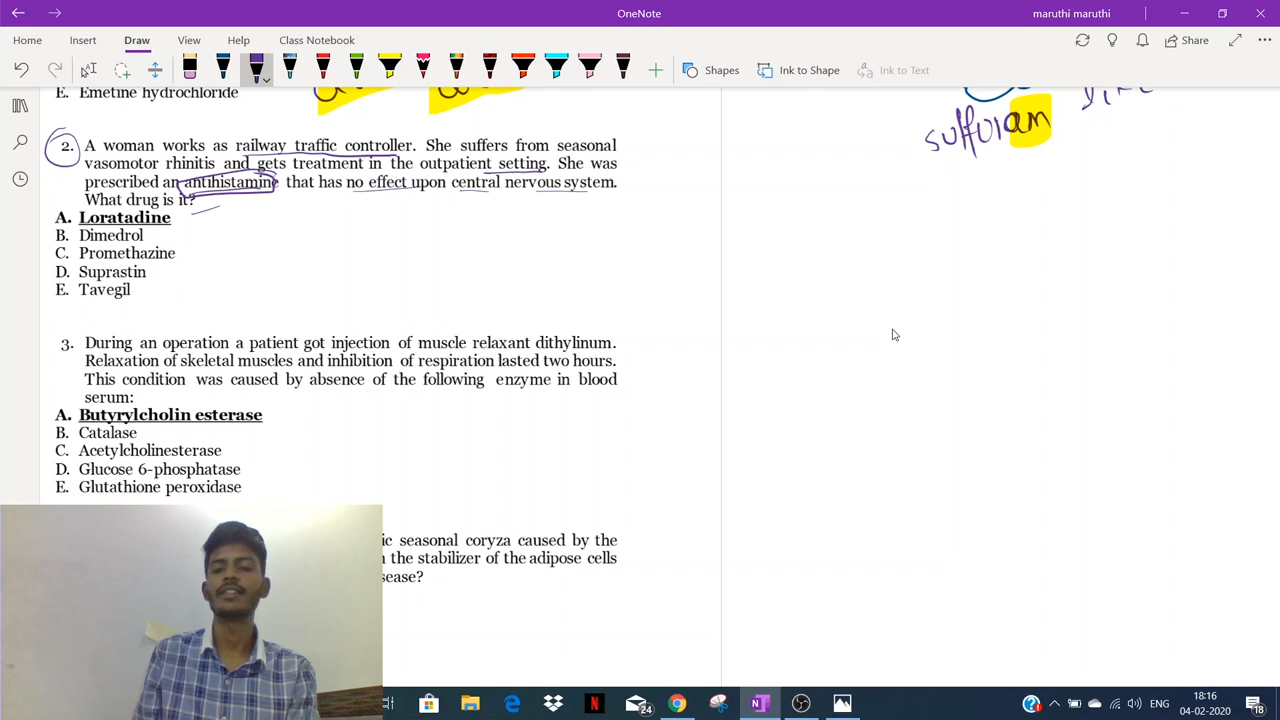 OneNote
maruthi maruthi
Home Insert Draw View Help Class Notebook Share
Shapes Ink to Shape Ink to Text
E. Emetine hydrochloride
sulfuram
2. A woman works as railway traffic controller. She suffers from seasonal
vasomotor rhinitis and gets treatment in the outpatient setting. She was
prescribed an antihistamine that has no effect upon central nervous system.
What drug is it?
A. Loratadine
B. Dimedrol
C. Promethazine
D. Suprastin
E. Tavegil
3. During an operation a patient got injection of muscle relaxant dithylinum.
Relaxation of skeletal muscles and inhibition of respiration lasted two hours.
This condition was caused by absence of the following enzyme in blood
serum:
A. Butyrylcholin esterase
B. Catalase
C. Acetylcholinesterase
D. Glucose 6-phosphatase
E. Glutathione peroxidase
ic seasonal coryza caused by the
n the stabilizer of the adipose cells
sease?
24
ENG
18:16
04-02-2020
18